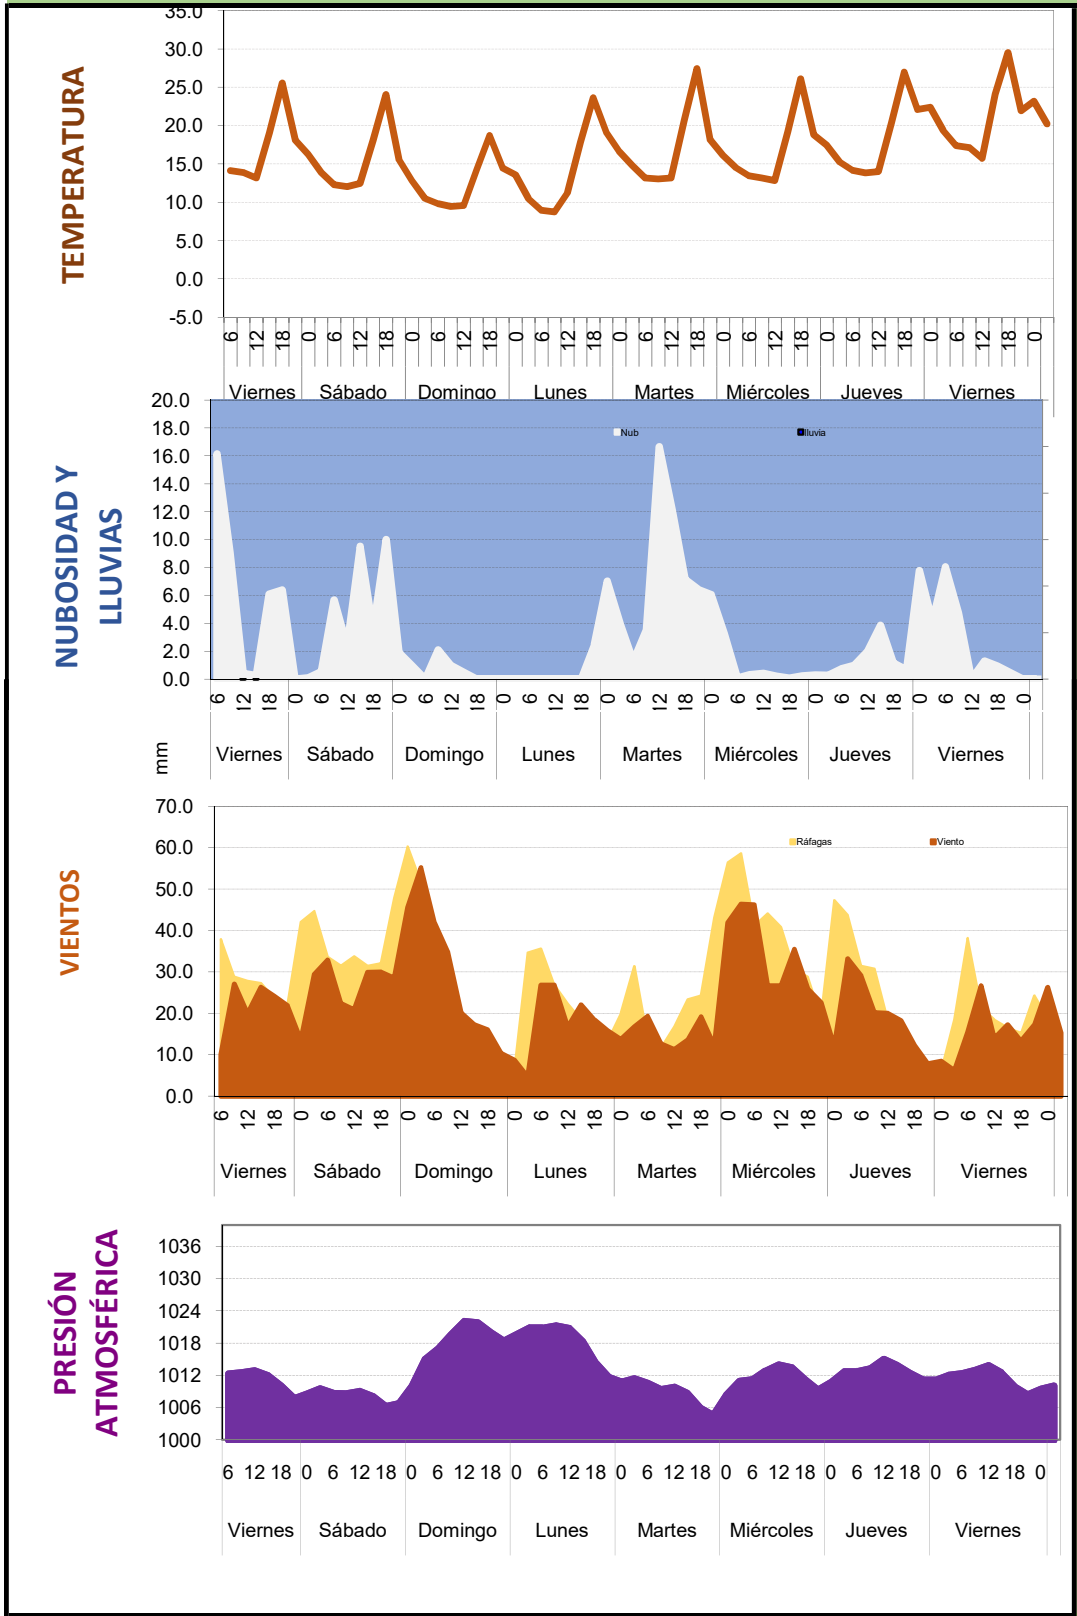 TEMPERATURA
35.0
30.0
25.0
20.0
15.0
10.0
5.0
0.0
-5.0
6 12 18 0 6 12 18 0 6 12 18 0 6 12 18 0 6 12 18 0 6 12 18 0 6 12 18 0 6 12 18 0
Viernes Sábado Domingo Lunes Martes Miércoles Jueves Viernes
NUBOSIDAD Y
LLUVIAS
20.0
18.0
16.0
14.0
12.0
10.0
8.0
6.0
4.0
2.0
0.0
Nub lluvia
6 12 18 0 6 12 18 0 6 12 18 0 6 12 18 0 6 12 18 0 6 12 18 0 6 12 18 0 6 12 18 0
mm
Viernes Sábado Domingo Lunes Martes Miércoles Jueves Viernes
VIENTOS
70.0
60.0
50.0
40.0
30.0
20.0
10.0
0.0
Ráfagas Viento
6 12 18 0 6 12 18 0 6 12 18 0 6 12 18 0 6 12 18 0 6 12 18 0 6 12 18 0 6 12 18 0
Viernes Sábado Domingo Lunes Martes Miércoles Jueves Viernes
PRESIÓN
ATMOSFÉRICA
1036
1030
1024
1018
1012
1006
1000
6 12 18 0 6 12 18 0 6 12 18 0 6 12 18 0 6 12 18 0 6 12 18 0 6 12 18 0 6 12 18 0
Viernes Sábado Domingo Lunes Martes Miércoles Jueves Viernes